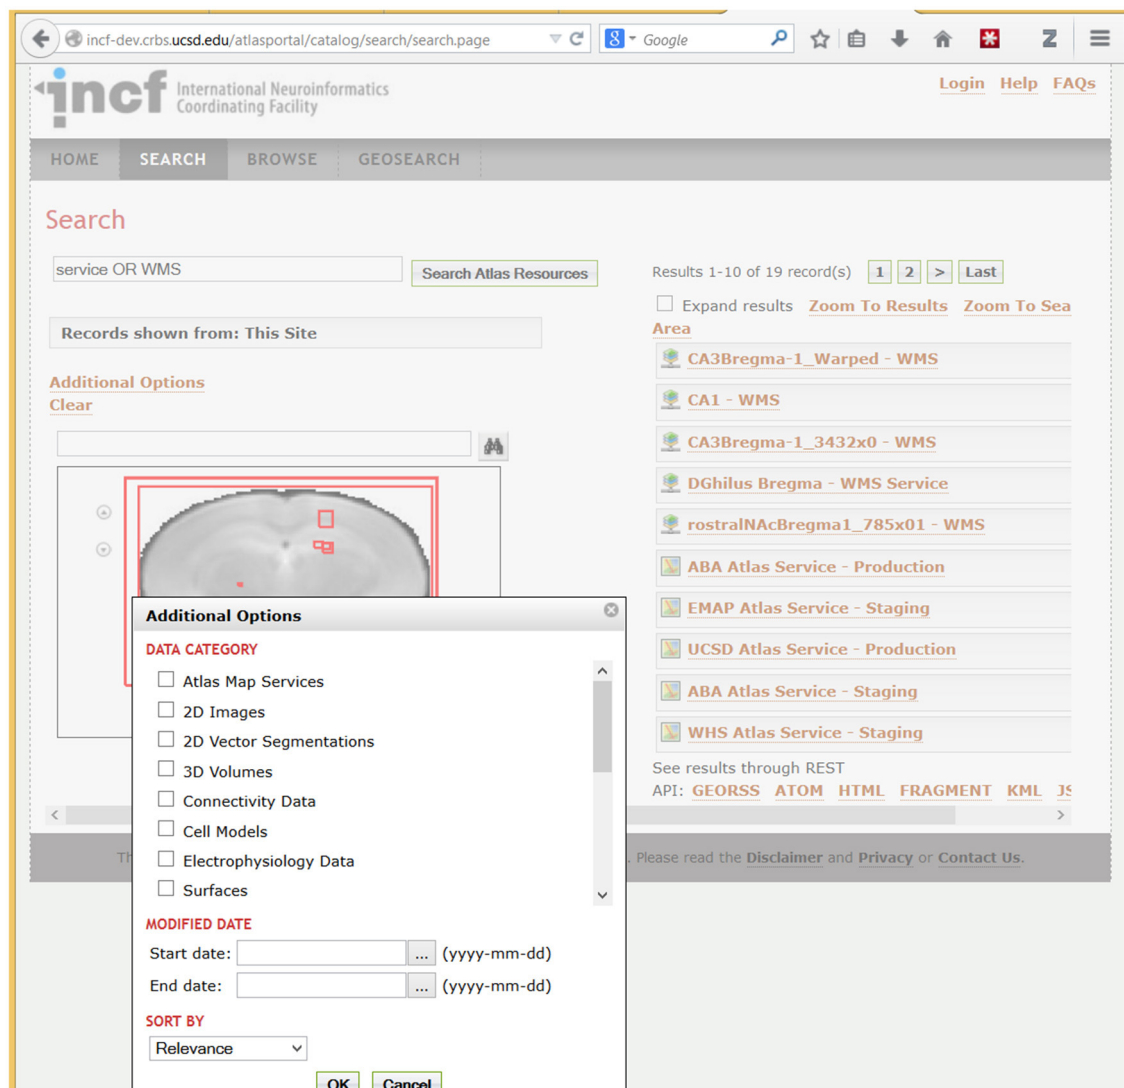 incf-dev.crbs.ucsd.edu/atlasportal/catalog/search/search.page
Google
incf International Neuroinformatics
Coordinating Facility
Login Help FAQs
HOME SEARCH BROWSE GEOSEARCH
Search
service OR WMS
Search Atlas Resources
Records shown from: This Site
Additional Options
Clear
Results 1-10 of 19 record(s) 1 2 > Last
Expand results Zoom To Results Zoom To Sea
Area
CA3Bregma-1_Warped - WMS
CA1 - WMS
CA3Bregma-1_3432x0 - WMS
DGhilus Bregma - WMS Service
rostralNAcBregma1_785x01 - WMS
ABA Atlas Service - Production
EMAP Atlas Service - Staging
UCSD Atlas Service - Production
ABA Atlas Service - Staging
WHS Atlas Service - Staging
See results through REST
API: GEORSS ATOM HTML FRAGMENT KML JS
Additional Options
DATA CATEGORY
Atlas Map Services
2D Images
2D Vector Segmentations
3D Volumes
Connectivity Data
Cell Models
Electrophysiology Data
Surfaces
MODIFIED DATE
Start date: ... (yyyy-mm-dd)
End date: ... (yyyy-mm-dd)
SORT BY
Relevance
OK Cancel
Th
. Please read the Disclaimer and Privacy or Contact Us.